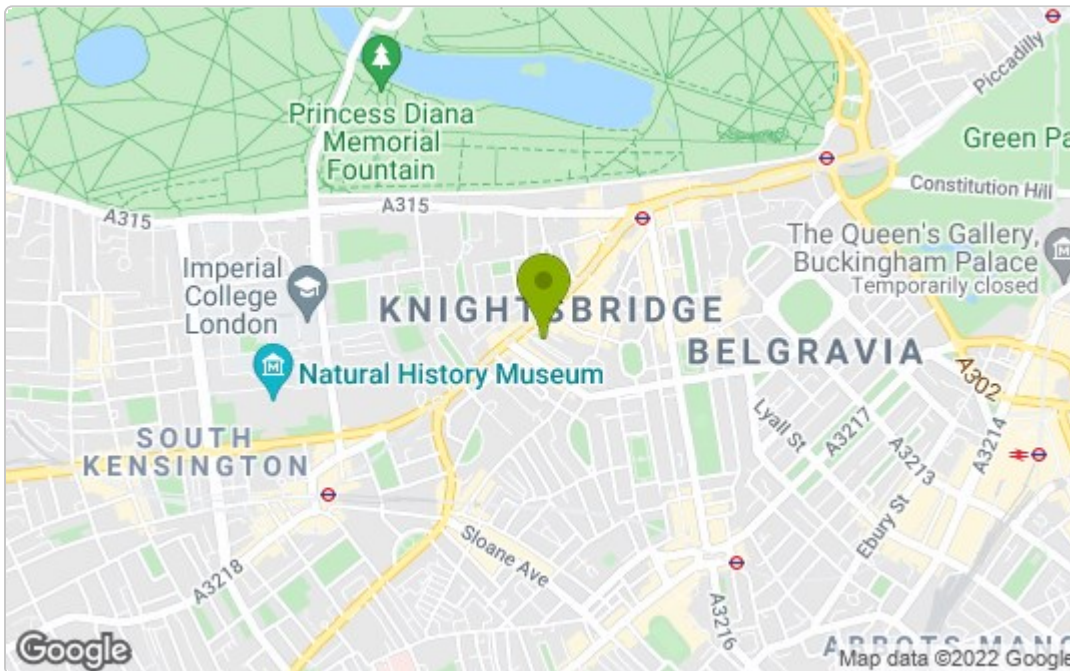 Piccadilly
Princess Diana
Memorial
Fountain
Green Pa
Constitution Hill
A315
A315
The Queen's Gallery,
Buckingham Palace
Temporarily closed
Imperial
College
London
KNIGHTSBRIDGE
BELGRAVIA
Natural History Museum
A302
Lyall St
A3217
A3214
SOUTH
KENSINGTON
A3213
Ebury St
Sloane Ave
A3218
A3216
ABBOTS MANO
Google
Map data ©2022 Google